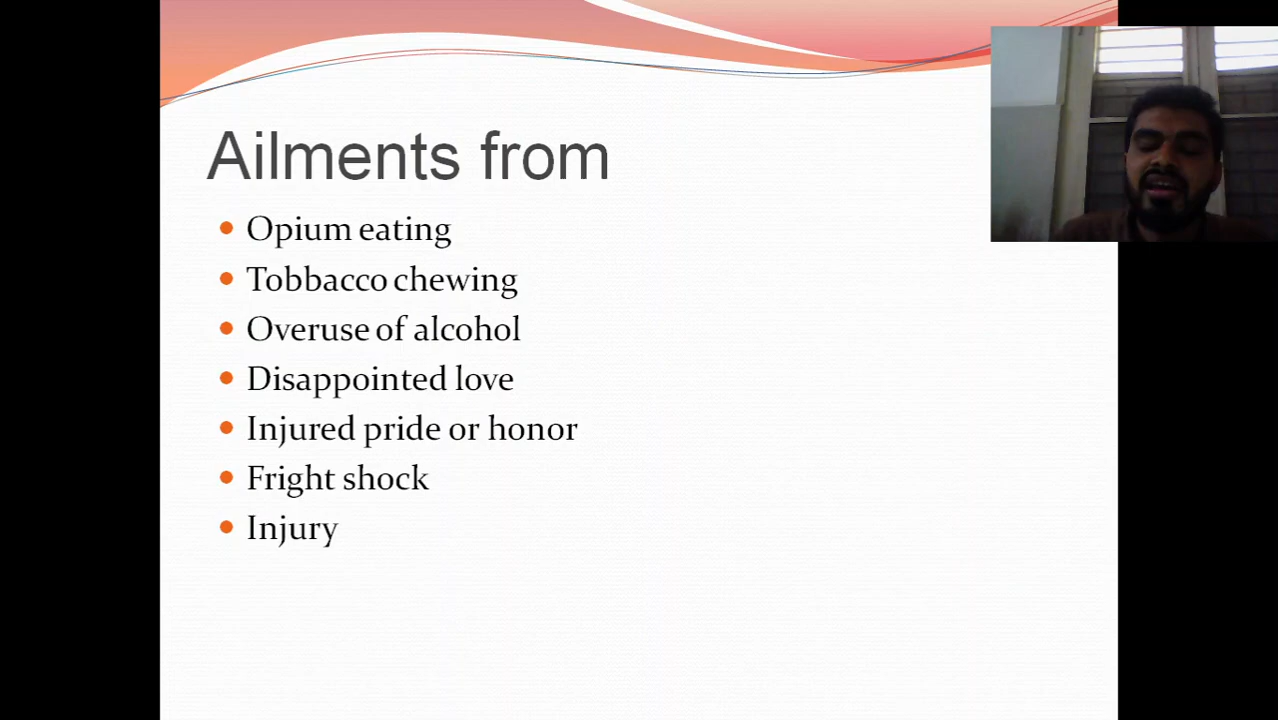 Ailments from
Opium eating
Tobbacco chewing
Overuse of alcohol
Disappointed love
Injured pride or honor
Fright shock
Injury